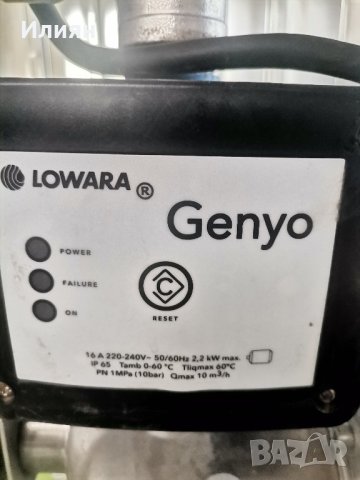 Илиян
LOWARA ®
Genyo
POWER
FAILURE
ON
C
RESET
16 A 220-240V~ 50/60Hz 2,2 kW max.
IP 65 Tamb 0-60 °C Tliqmax 60°C
PN 1MPa (10bar) Qmax 10 m³/h
BAZAR